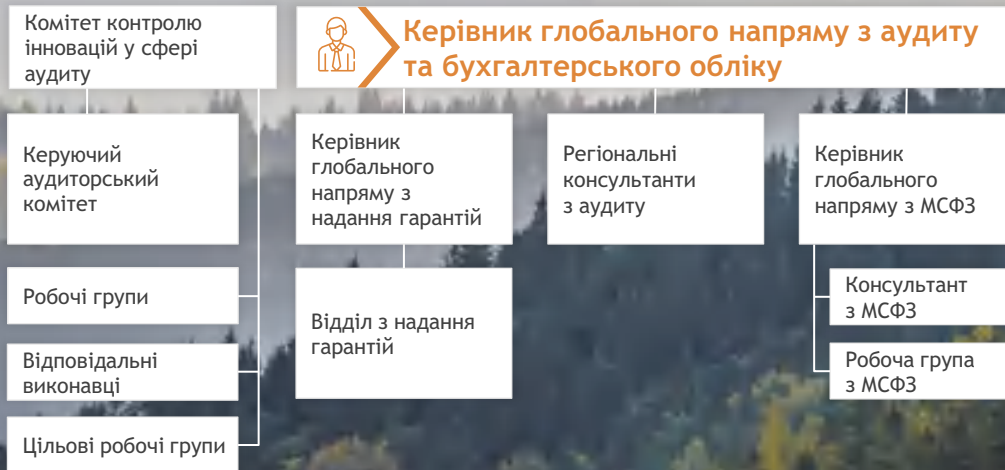 Комітет контролю
інновацій у сфері
аудиту
Керівник глобального напряму з аудиту
та бухгалтерського обліку
Керуючий
аудиторський
комітет
Керівник
глобального
напряму з
надання гарантій
Регіональні
консультанти
з аудиту
Керівник
глобального
напряму з МСФЗ
Робочі групи
Відповідальні
виконавці
Цільові робочі групи
Відділ з надання
гарантій
Консультант
з МСФЗ
Робоча група
з МСФЗ